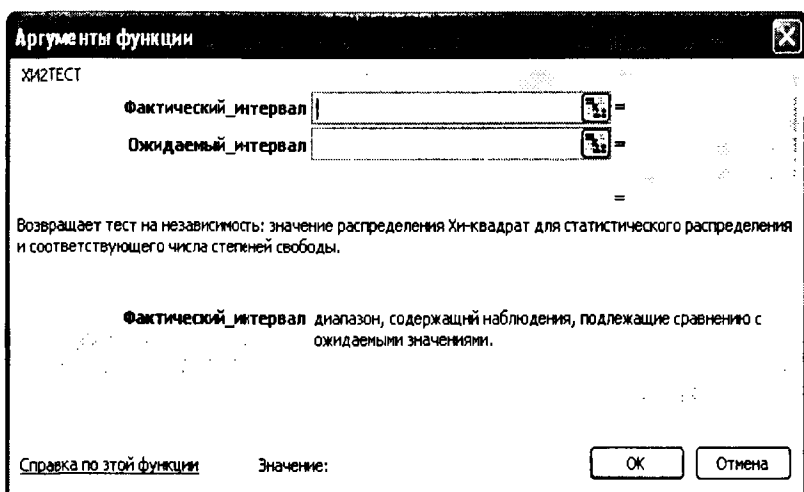 Аргументы функции
ХИ2ТЕСТ
Фактический_интервал =
Ожидаемый_интервал =
=
Возвращает тест на независимость: значение распределения Хи-квадрат для статистического распределения
и соответствующего числа степеней свободы.
Фактический_интервал диапазон, содержащий наблюдения, подлежащие сравнению с
ожидаемыми значениями.
Справка по этой функции Значение: ОК Отмена